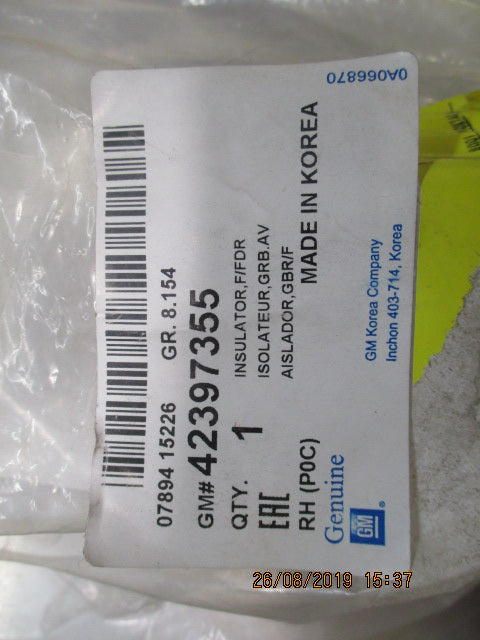 07894 15226 GR. 8.154
GM# 42397355
QTY. 1
INSULATOR,F/FDR
ISOLATEUR,GRB.AV
AISLADOR,GBR/F
EAC
RH (P0C) MADE IN KOREA
Genuine
GM
GM Korea Company
Inchon 403-714, Korea
0A066870
26/08/2019 15:37